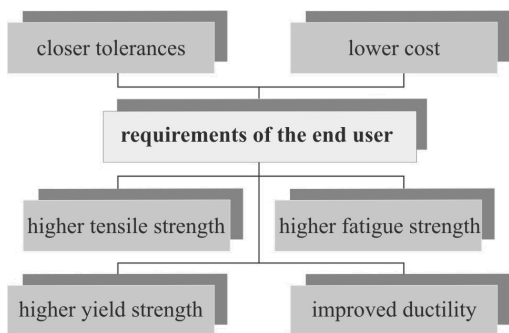 closer tolerances
lower cost
requirements of the end user
higher tensile strength
higher fatigue strength
higher yield strength
improved ductility